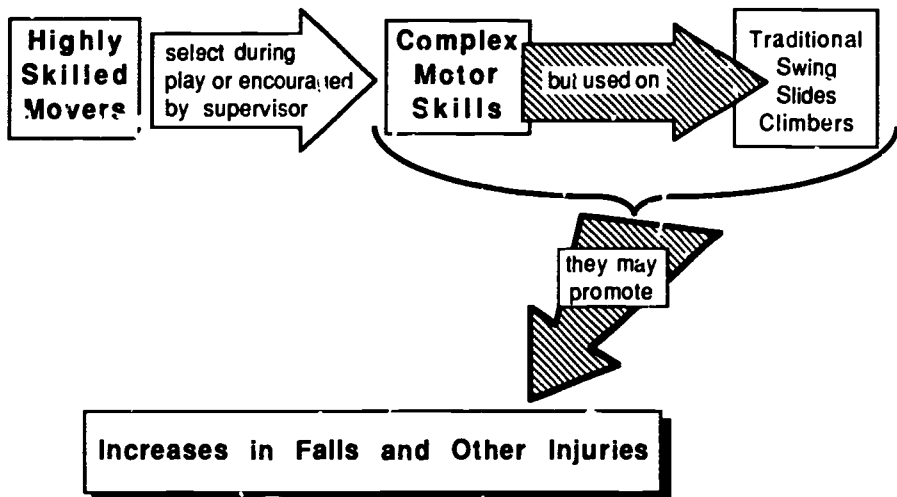 Highly
Skilled
Movers
select during
play or encouraged
by supervisor
Complex
Motor
Skills
but used on
Traditional
Swing
Slides
Climbers
they may
promote
Increases in Falls and Other Injuries